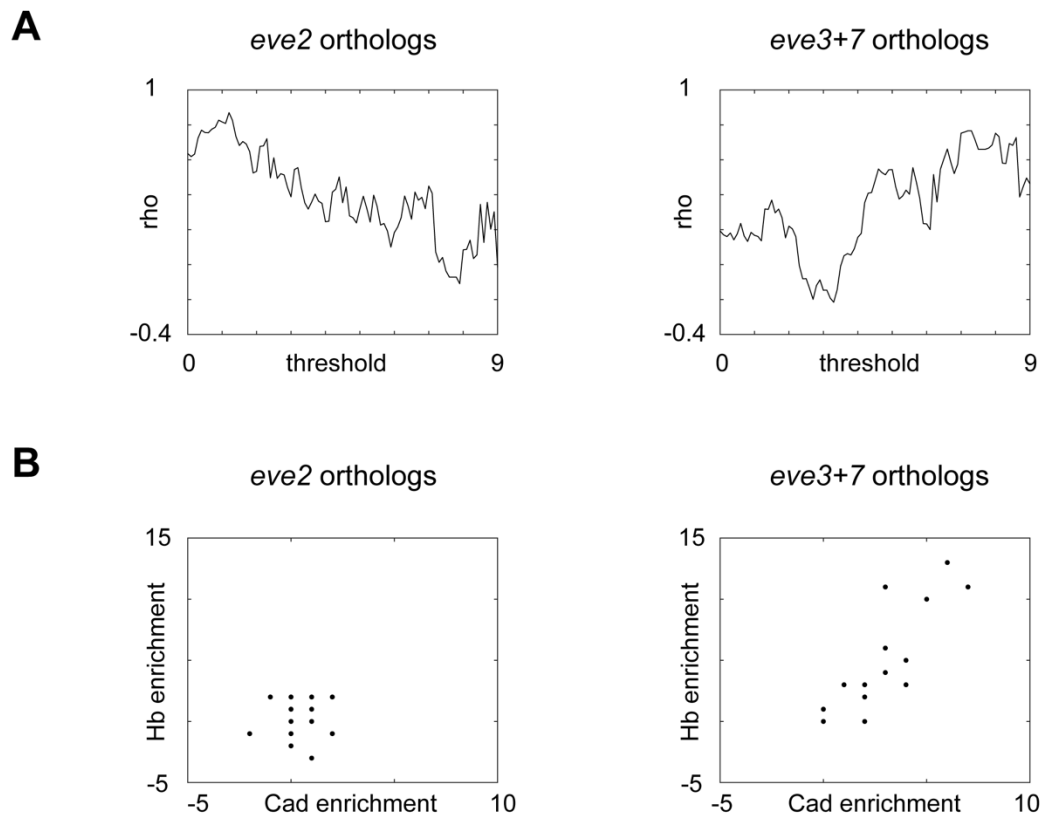 A
eve2 orthologs
eve3+7 orthologs
1
rho
-0.4
0
threshold
9
1
rho
-0.4
0
threshold
9
B
eve2 orthologs
eve3+7 orthologs
15
Hb enrichment
-5
-5
Cad enrichment
10
15
Hb enrichment
-5
-5
Cad enrichment
10